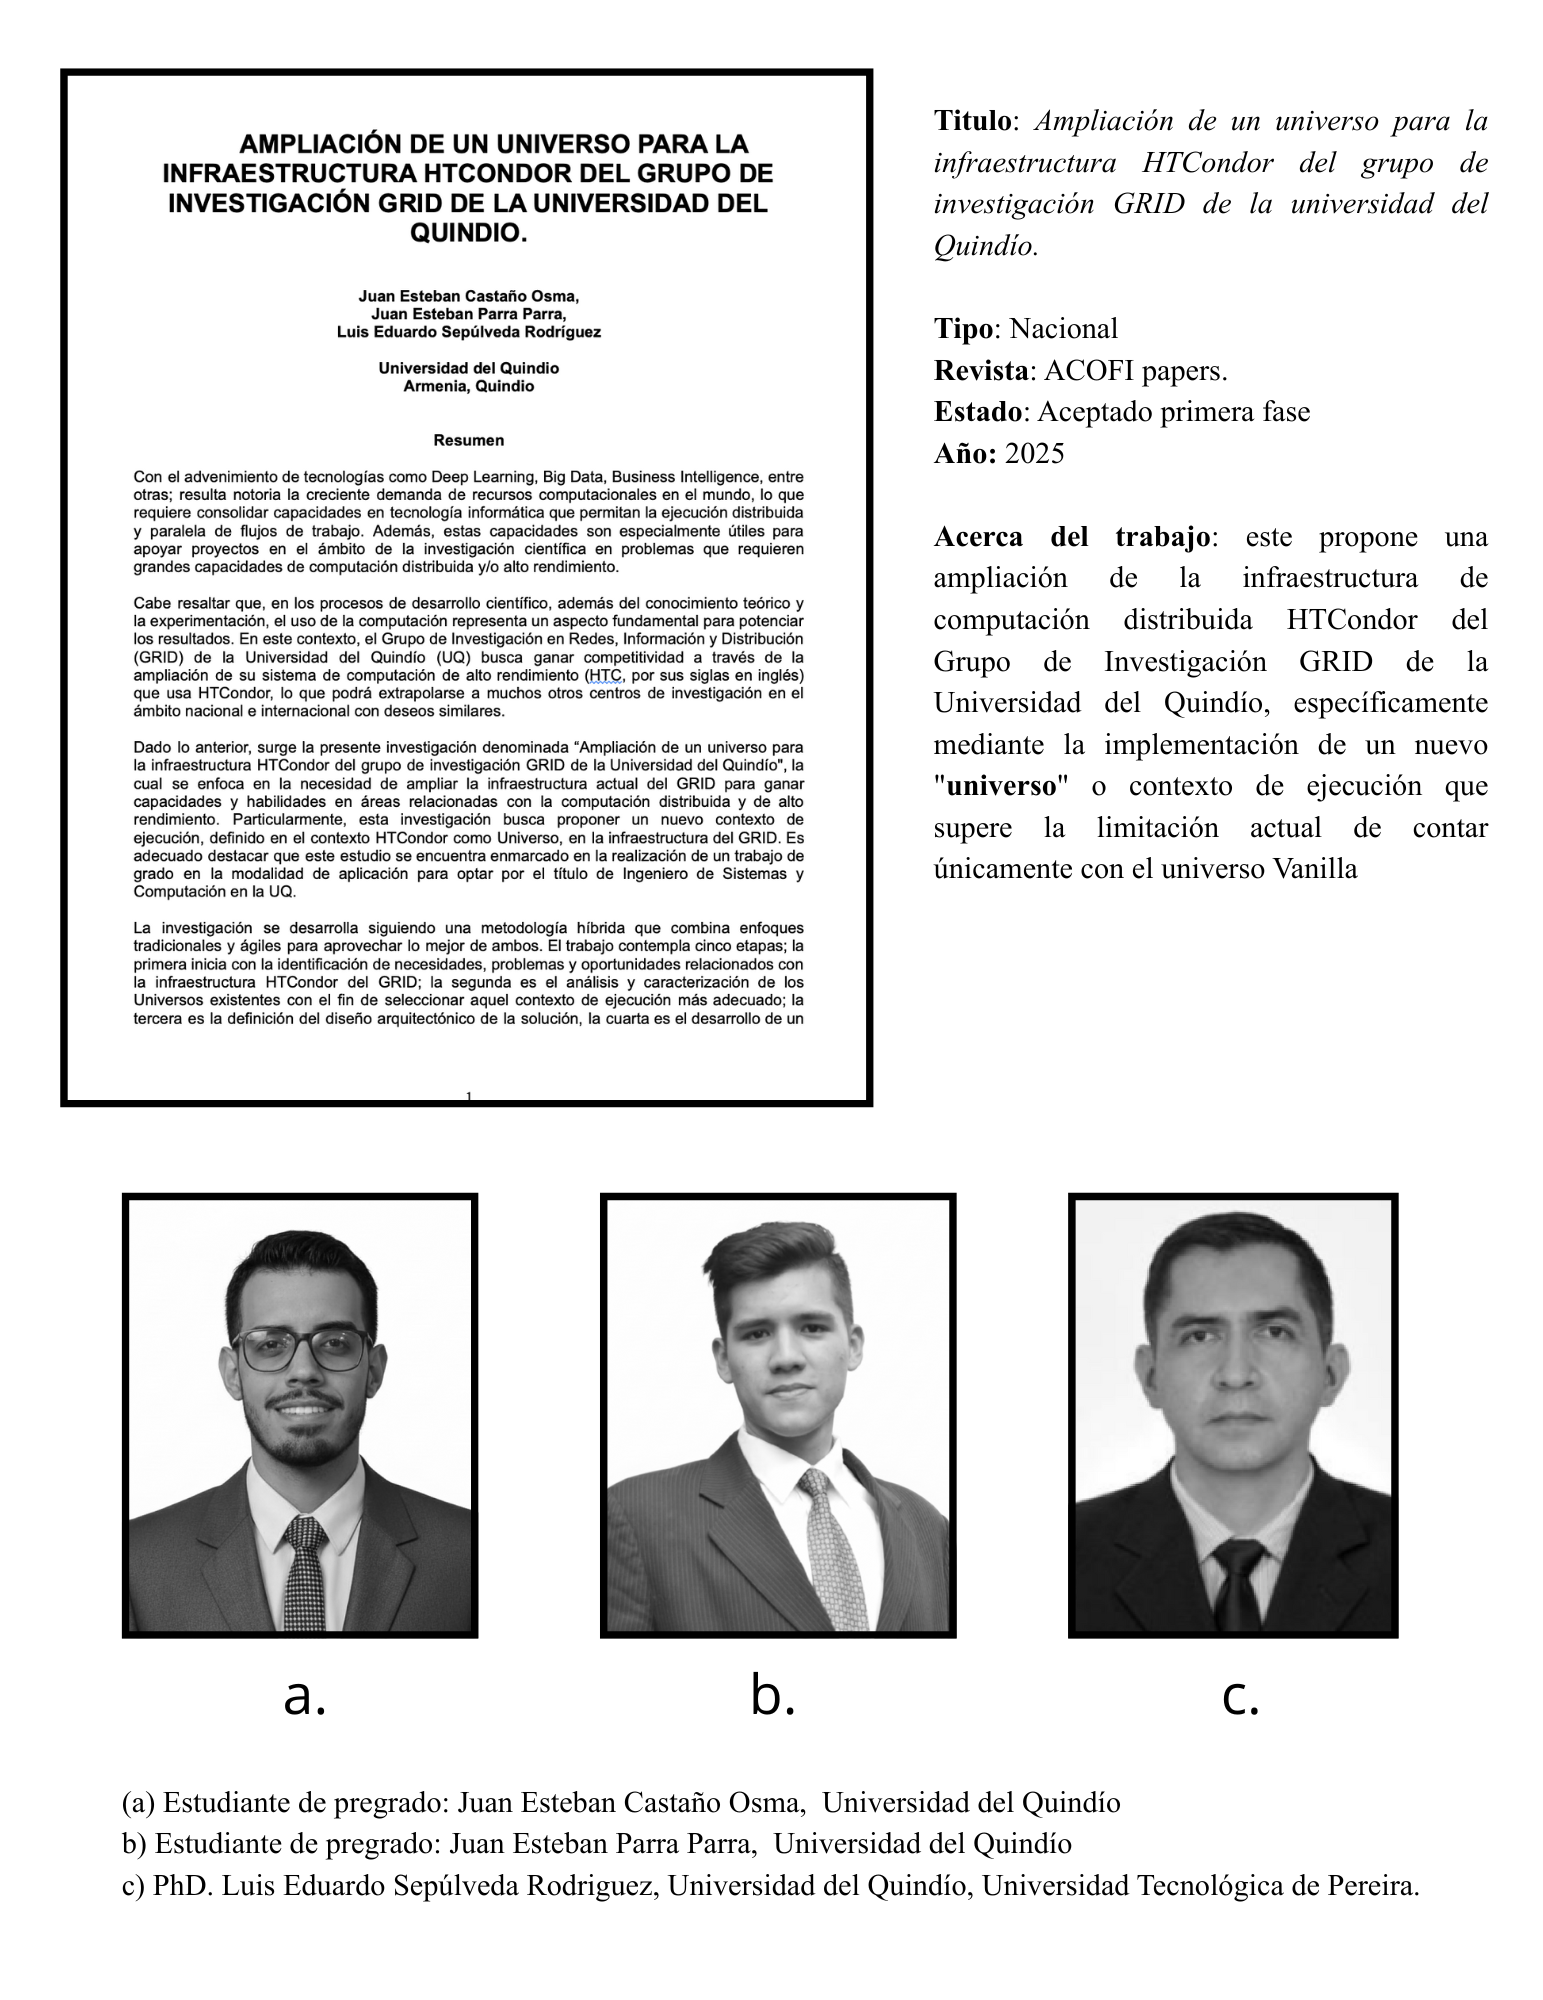 AMPLIACIÓN DE UN UNIVERSO PARA LA
INFRAESTRUCTURA HTCONDOR DEL GRUPO DE
INVESTIGACIÓN GRID DE LA UNIVERSIDAD DEL
QUINDIO.
Juan Esteban Castaño Osma,
Juan Esteban Parra Parra,
Luis Eduardo Sepúlveda Rodríguez
Universidad del Quindio
Armenia, Quindio
Resumen
Con el advenimiento de tecnologías como Deep Learning, Big Data, Business Intelligence, entre
otras; resulta notoria la creciente demanda de recursos computacionales en el mundo, lo que
requiere consolidar capacidades en tecnología informática que permitan la ejecución distribuida
y paralela de flujos de trabajo. Además, estas capacidades son especialmente útiles para
apoyar proyectos en el ámbito de la investigación científica en problemas que requieren
grandes capacidades de computación distribuida y/o alto rendimiento.
Cabe resaltar que, en los procesos de desarrollo científico, además del conocimiento teórico y
la experimentación, el uso de la computación representa un aspecto fundamental para potenciar
los resultados. En este contexto, el Grupo de Investigación en Redes, Información y Distribución
(GRID) de la Universidad del Quindío (UQ) busca ganar competitividad a través de la
ampliación de su sistema de computación de alto rendimiento (HTC, por sus siglas en inglés)
que usa HTCondor, lo que podrá extrapolarse a muchos otros centros de investigación en el
ámbito nacional e internacional con deseos similares.
Dado lo anterior, surge la presente investigación denominada “Ampliación de un universo para
la infraestructura HTCondor del grupo de investigación GRID de la Universidad del Quindío", la
cual se enfoca en la necesidad de ampliar la infraestructura actual del GRID para ganar
capacidades y habilidades en áreas relacionadas con la computación distribuida y de alto
rendimiento. Particularmente, esta investigación busca proponer un nuevo contexto de
ejecución, definido en el contexto HTCondor como Universo, en la infraestructura del GRID. Es
adecuado destacar que este estudio se encuentra enmarcado en la realización de un trabajo de
grado en la modalidad de aplicación para optar por el título de Ingeniero de Sistemas y
Computación en la UQ.
La investigación se desarrolla siguiendo una metodología híbrida que combina enfoques
tradicionales y ágiles para aprovechar lo mejor de ambos. El trabajo contempla cinco etapas; la
primera inicia con la identificación de necesidades, problemas y oportunidades relacionados con
la infraestructura HTCondor del GRID; la segunda es el análisis y caracterización de los
Universos existentes con el fin de seleccionar aquel contexto de ejecución más adecuado; la
tercera es la definición del diseño arquitectónico de la solución, la cuarta es el desarrollo de un
1
Titulo: Ampliación de un universo para la
infraestructura HTCondor del grupo de
investigación GRID de la universidad del
Quindío.
Tipo: Nacional
Revista: ACOFI papers.
Estado: Aceptado primera fase
Año: 2025
Acerca del trabajo: este propone una
ampliación de la infraestructura de
computación distribuida HTCondor del
Grupo de Investigación GRID de la
Universidad del Quindío, específicamente
mediante la implementación de un nuevo
"universo" o contexto de ejecución que
supere la limitación actual de contar
únicamente con el universo Vanilla
a.
b.
c.
(a) Estudiante de pregrado: Juan Esteban Castaño Osma, Universidad del Quindío
b) Estudiante de pregrado: Juan Esteban Parra Parra, Universidad del Quindío
c) PhD. Luis Eduardo Sepúlveda Rodriguez, Universidad del Quindío, Universidad Tecnológica de Pereira.